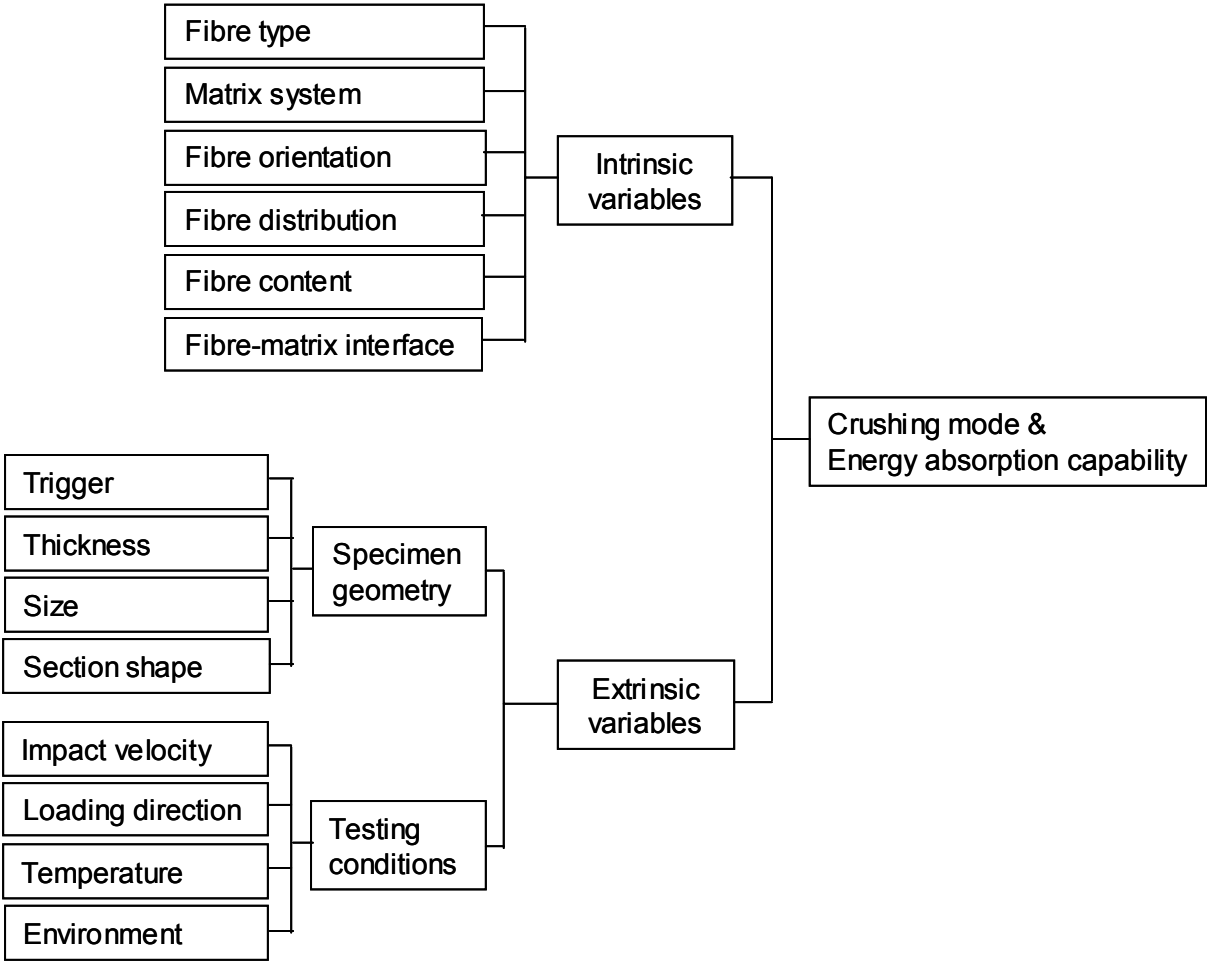 Fibre type
Matrix system
Fibre orientation
Fibre distribution
Fibre content
Fibre-matrix interface
Intrinsic
variables
Crushing mode &
Energy absorption capability
Trigger
Thickness
Size
Section shape
Specimen
geometry
Extrinsic
variables
Impact velocity
Loading direction
Temperature
Environment
Testing
conditions